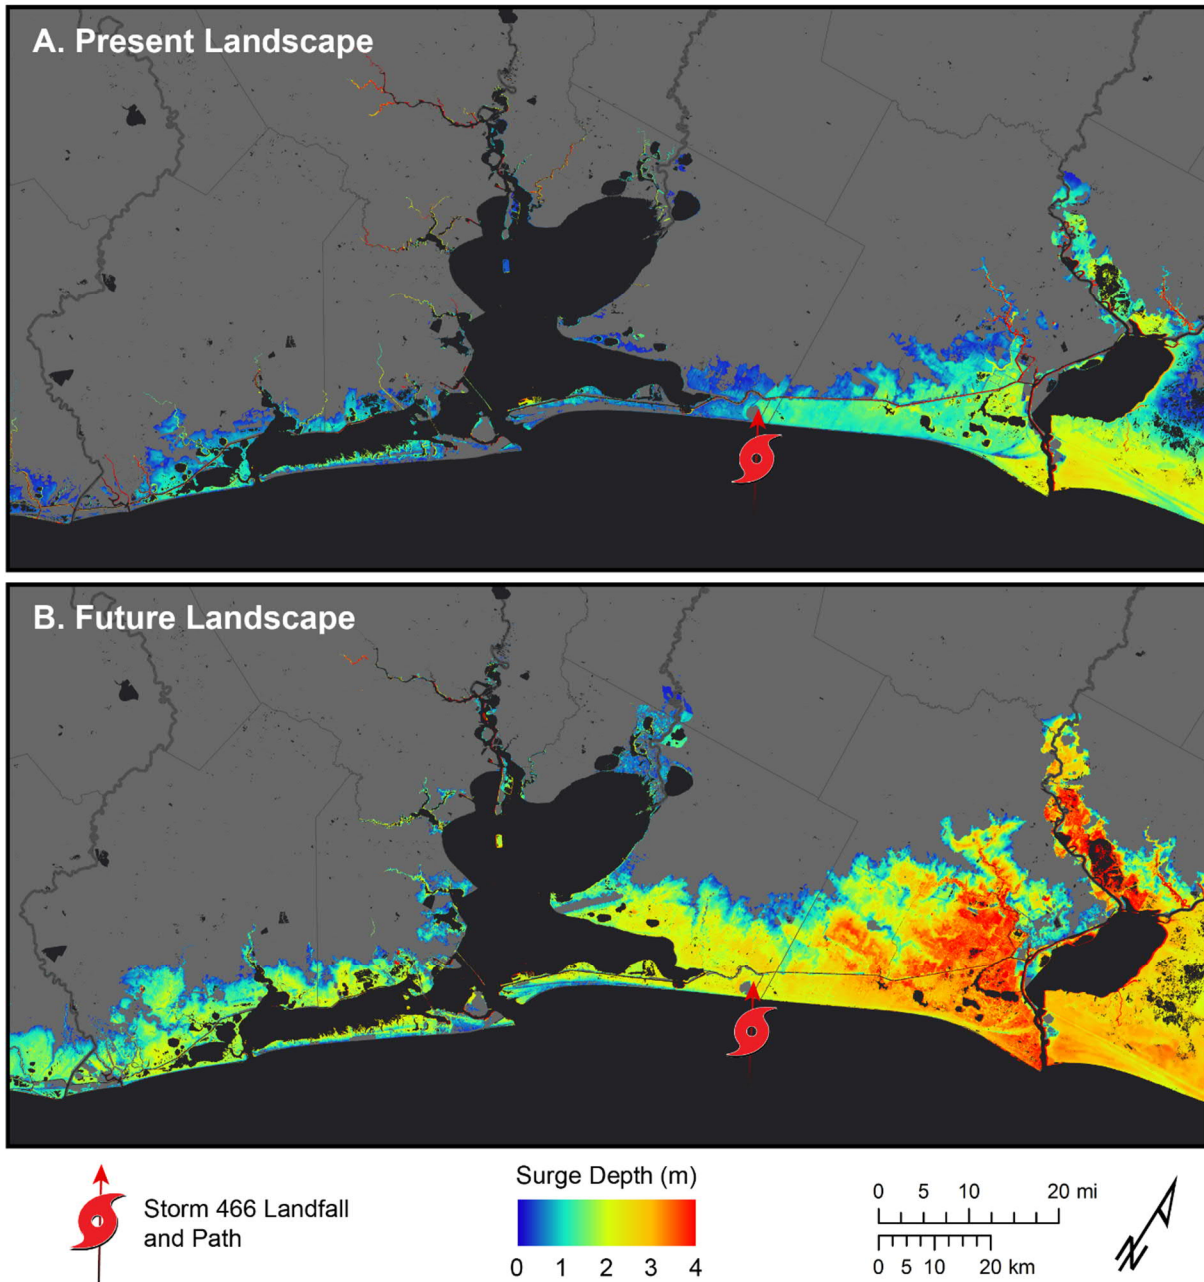 A. Present Landscape
B. Future Landscape
Storm 466 Landfall
and Path
Surge Depth (m)
0 1 2 3 4
0 5 10 20 mi
0 5 10 20 km
N